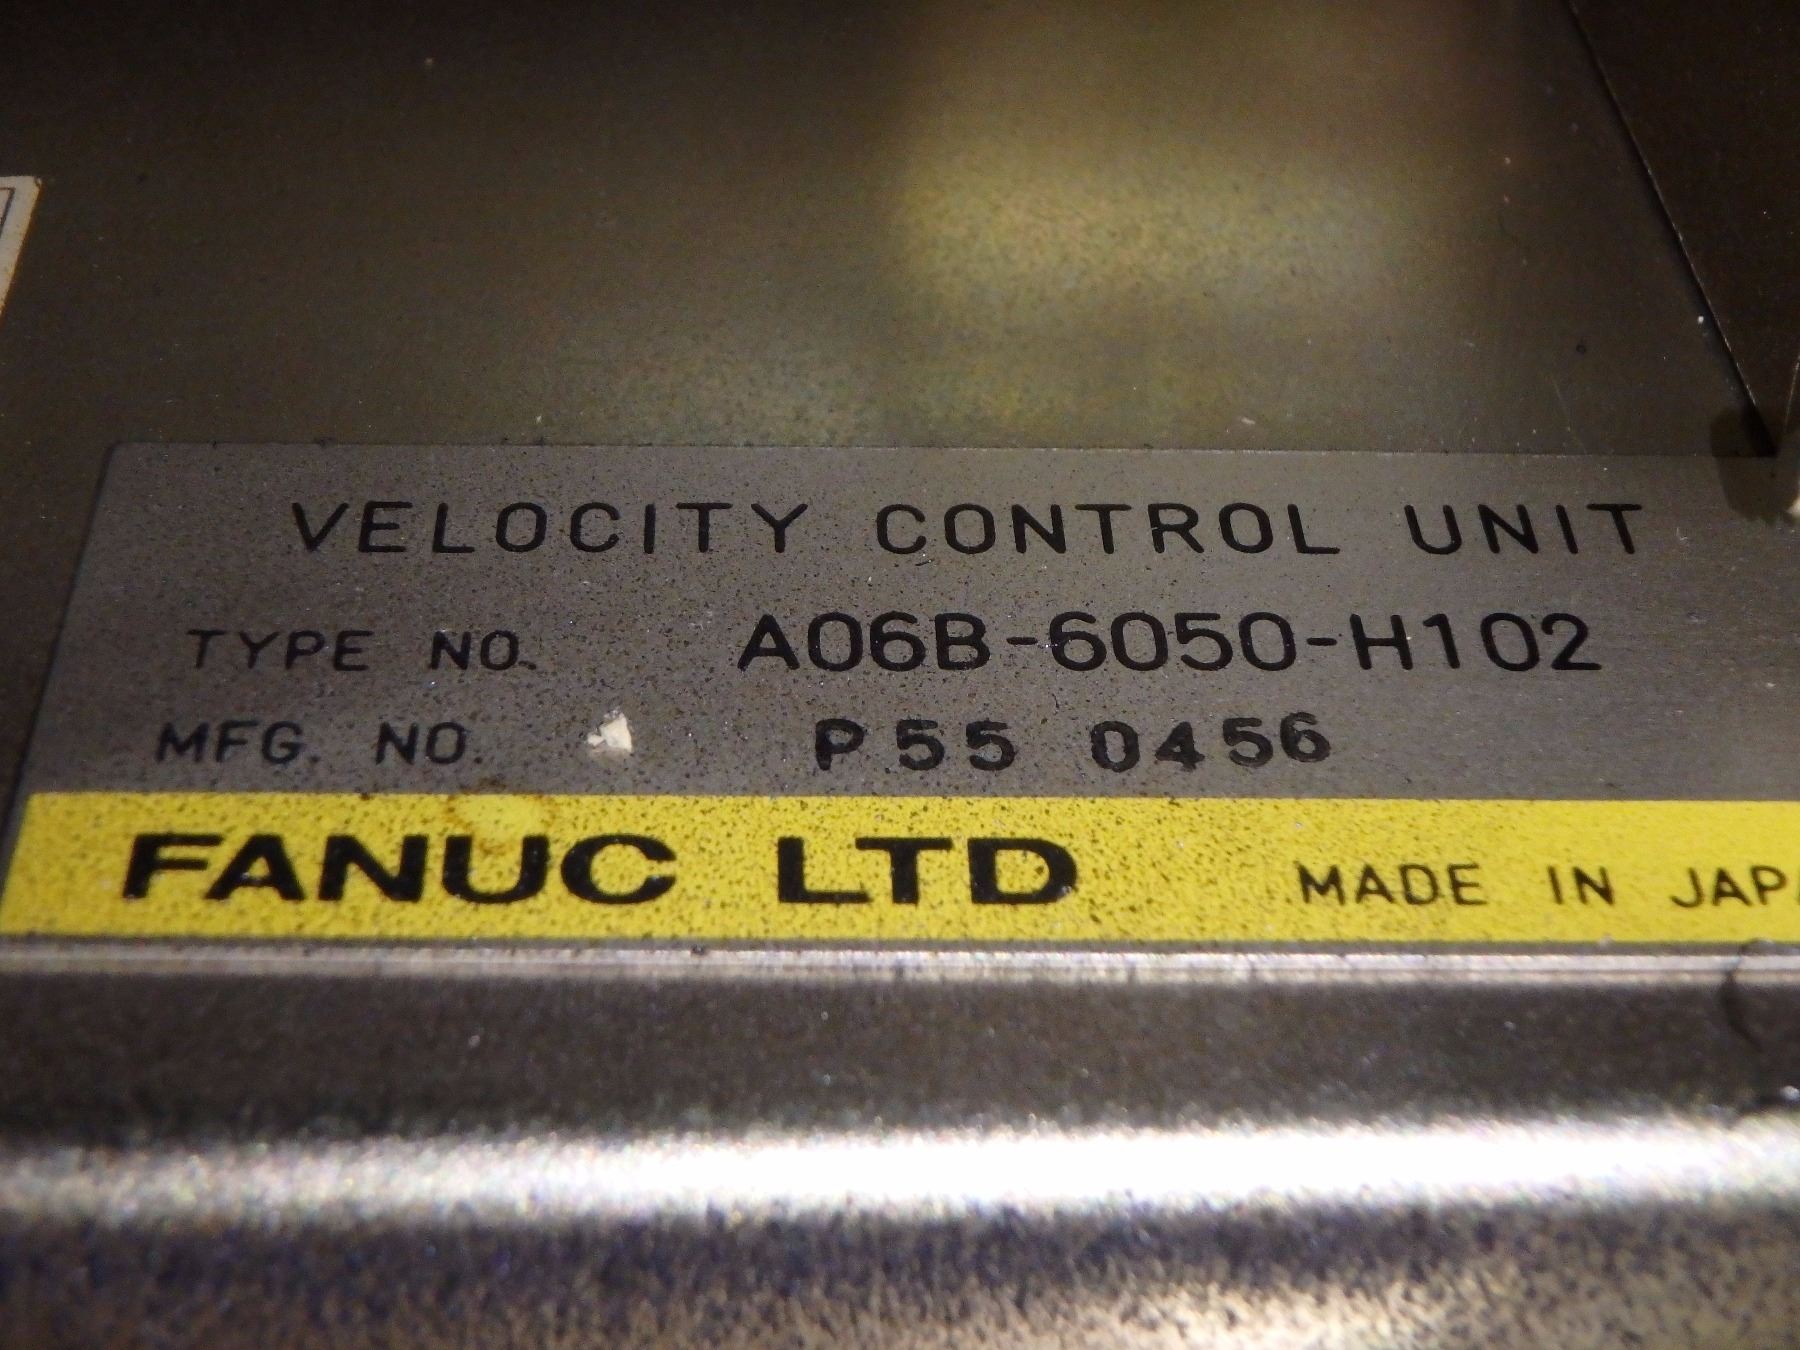 VELOCITY CONTROL UNIT
TYPE NO. A06B-6050-H102
MFG. NO. P55 0456
FANUC LTD MADE IN JAP